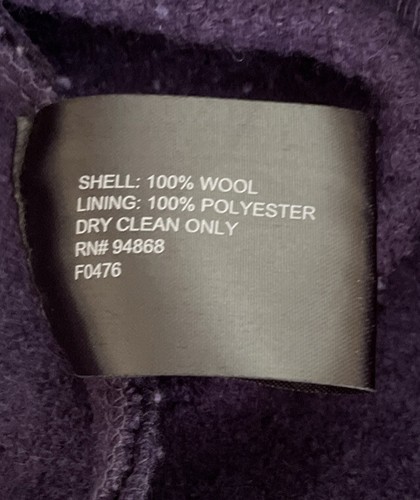 SHELL: 100% WOOL
LINING: 100% POLYESTER
DRY CLEAN ONLY
RN# 94868
F0476